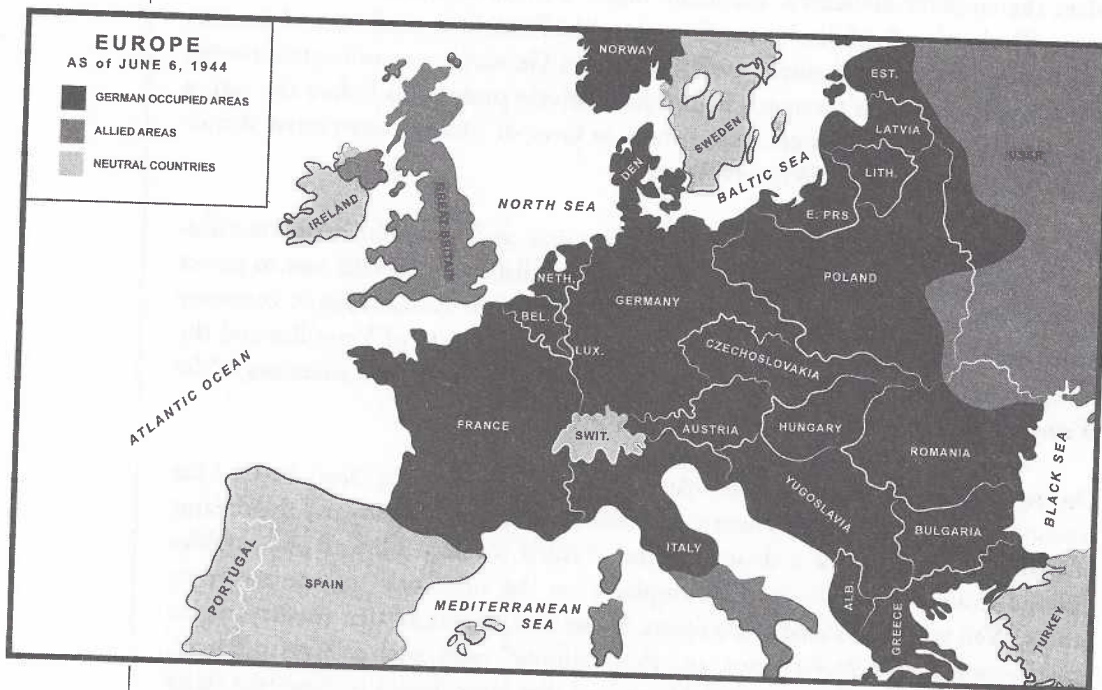 EUROPE
AS of JUNE 6, 1944
GERMAN OCCUPIED AREAS
ALLIED AREAS
NEUTRAL COUNTRIES
NORWAY
SWEDEN
EST.
LATVIA
LITH.
USSR
DEN
BALTIC SEA
NORTH SEA
IRELAND
GREAT BRITAIN
E. PRS.
POLAND
NETH.
BEL.
GERMANY
LUX.
CZECHOSLOVAKIA
ATLANTIC OCEAN
FRANCE
SWIT.
AUSTRIA
HUNGARY
ROMANIA
BLACK SEA
YUGOSLAVIA
BULGARIA
ITALY
PORTUGAL
SPAIN
MEDITERRANEAN
SEA
ALB.
GREECE
TURKEY